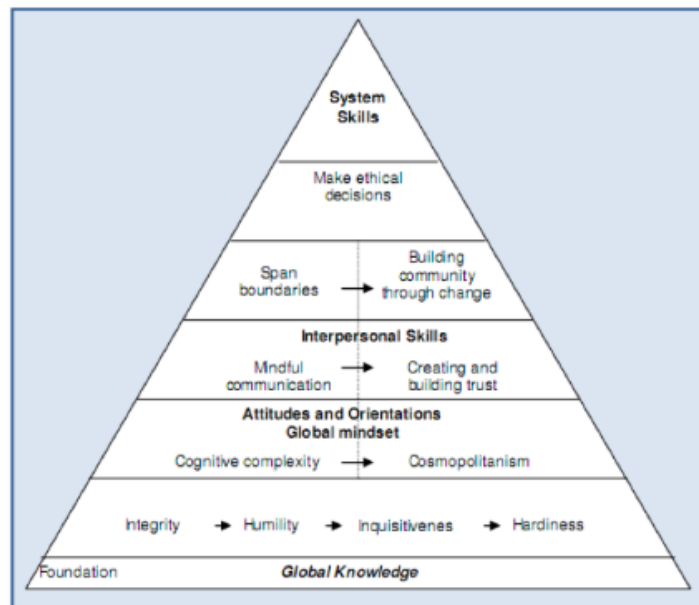 System
Skills
Make ethical
decisions
Span
boundaries
Building
community
through change
Interpersonal Skills
Mindful
communication
Creating and
building trust
Attitudes and Orientations
Global mindset
Cognitive complexity
Cosmopolitanism
Integrity
Humility
Inquisitivenes
Hardiness
Foundation
Global Knowledge